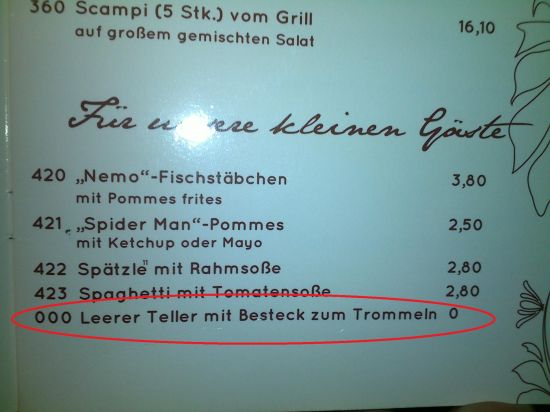 360 Scampi (5 Stk.) vom Grill 16,10
auf großem gemischten Salat
Für unsere kleinen Gäste
420 „Nemo“-Fischstäbchen 3,80
mit Pommes frites
421 „Spider Man“-Pommes 2,50
mit Ketchup oder Mayo
422 Spätzle" mit Rahmsoße 2,80
423 Spaghetti mit Tomatensoße 2,80
000 Leerer Teller mit Besteck zum Trommeln 0